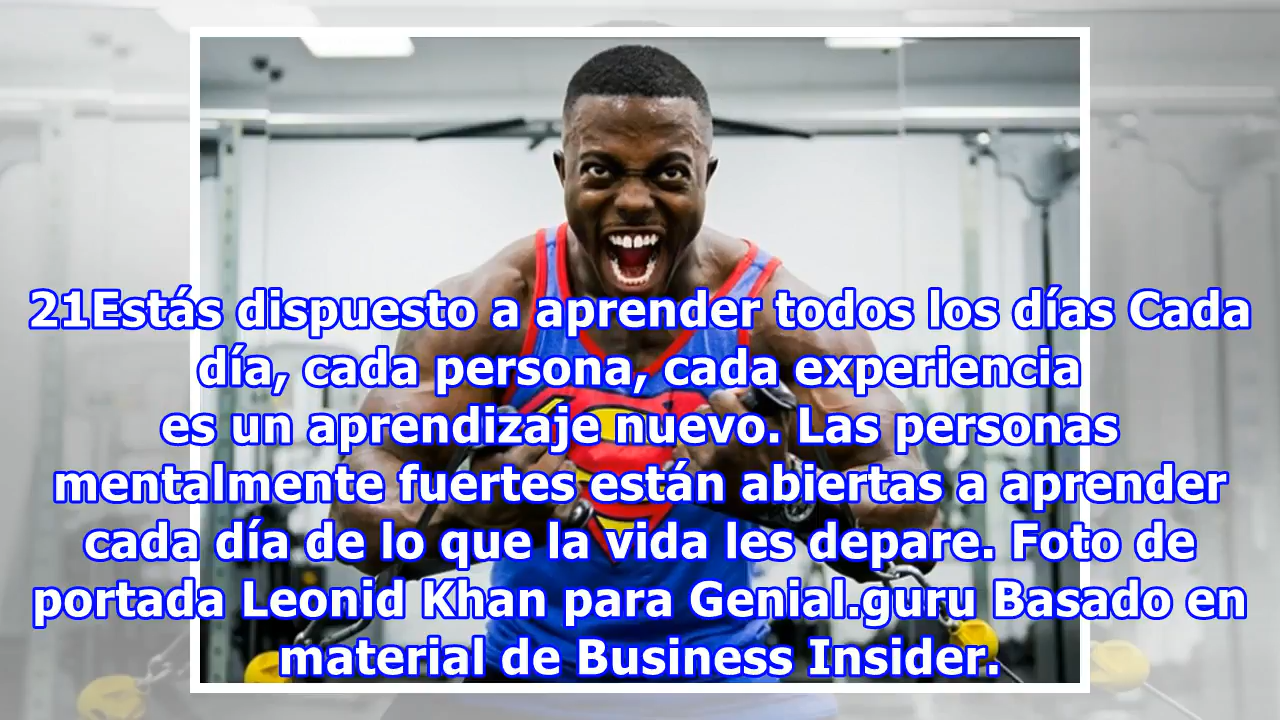 21Estás dispuesto a aprender todos los días Cada
día, cada persona, cada experiencia
es un aprendizaje nuevo. Las personas
mentalmente fuertes están abiertas a aprender
cada día de lo que la vida les depare. Foto de
portada Leonid Khan para Genial.guru Basado en
material de Business Insider.